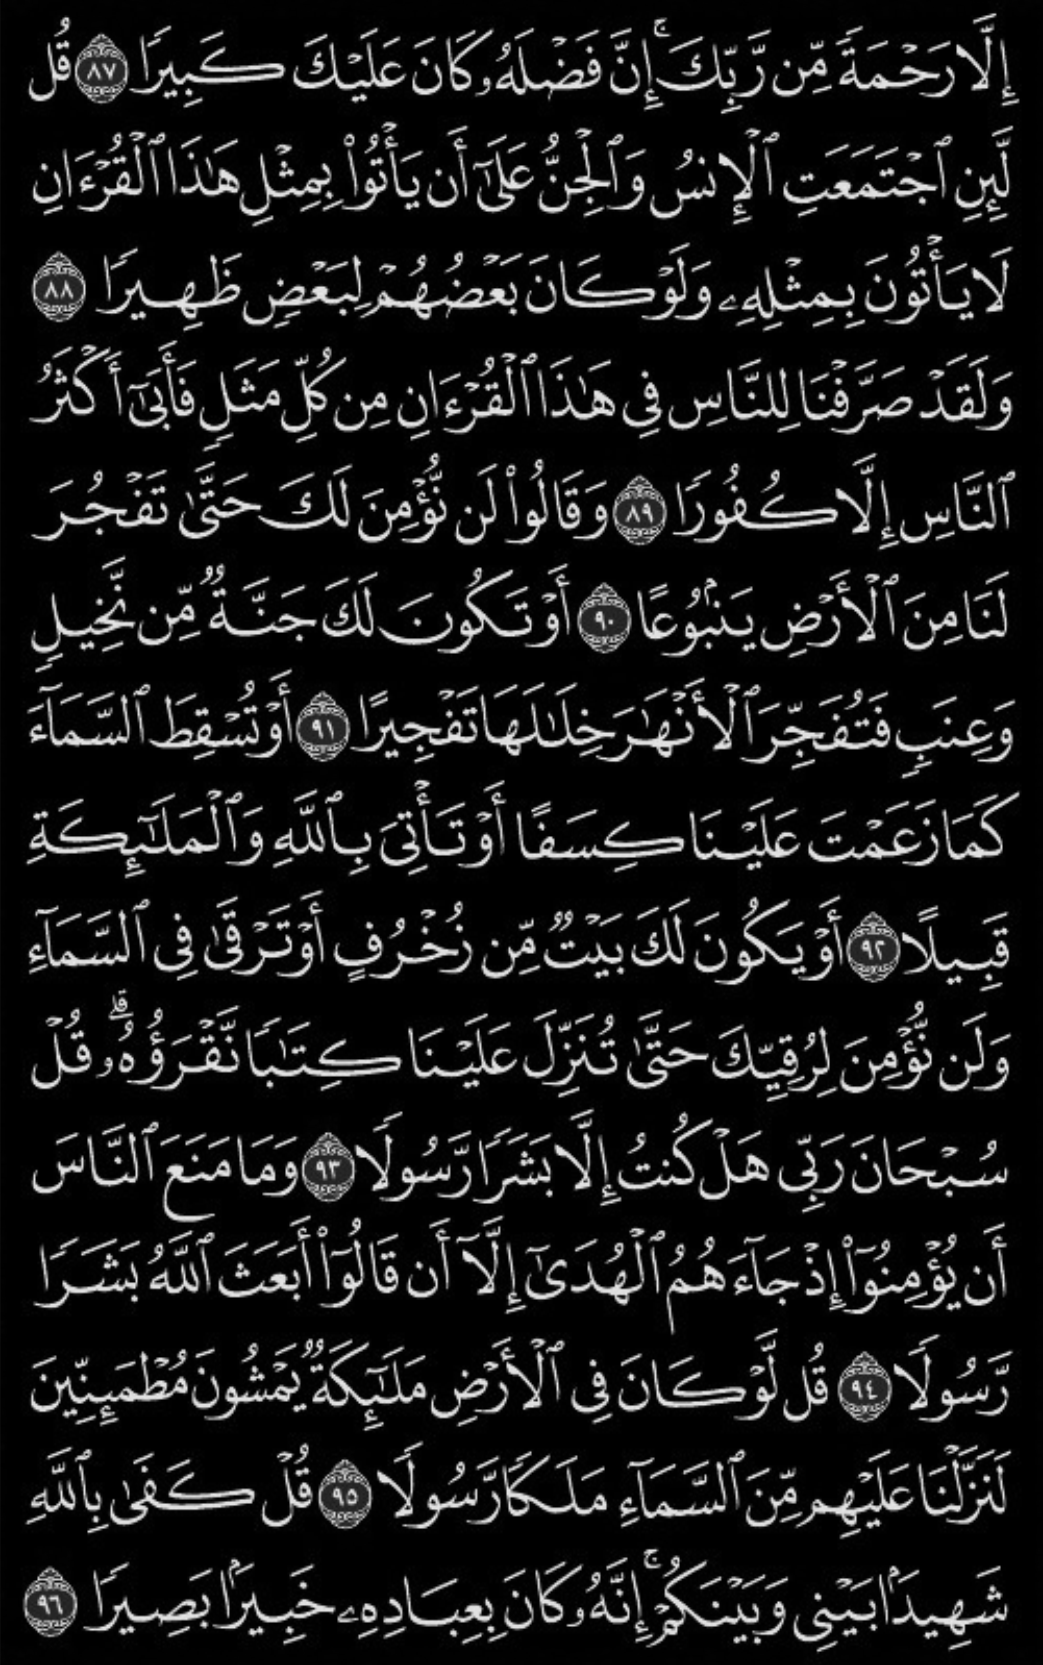 إِلَّا رَحۡمَةٗ مِّن رَّبِّكَۚ إِنَّ فَضۡلَهُۥ كَانَ عَلَيۡكَ كَبِيرٗا ٨٧ قُل
لَّئِنِ ٱجۡتَمَعَتِ ٱلۡإِنسُ وَٱلۡجِنُّ عَلَىٰٓ أَن يَأۡتُواْ بِمِثۡلِ هَٰذَا ٱلۡقُرۡءَانِ
لَا يَأۡتُونَ بِمِثۡلِهِۦ وَلَوۡ كَانَ بَعۡضُهُمۡ لِبَعۡضٖ ظَهِيرٗا ٨٨
وَلَقَدۡ صَرَّفۡنَا لِلنَّاسِ فِي هَٰذَا ٱلۡقُرۡءَانِ مِن كُلِّ مَثَلٖ فَأَبَىٰٓ أَكۡثَرُ
ٱلنَّاسِ إِلَّا كُفُورٗا ٨٩ وَقَالُواْ لَن نُّؤۡمِنَ لَكَ حَتَّىٰ تَفۡجُرَ
لَنَا مِنَ ٱلۡأَرۡضِ يَنۢبُوعًا ٩٠ أَوۡ تَكُونَ لَكَ جَنَّةٞ مِّن نَّخِيلٖ
وَعِنَبٖ فَتُفَجِّرَ ٱلۡأَنۡهَٰرَ خِلَٰلَهَا تَفۡجِيرًا ٩١ أَوۡ تُسۡقِطَ ٱلسَّمَآءَ
كَمَا زَعَمۡتَ عَلَيۡنَا كِسَفًا أَوۡ تَأۡتِيَ بِٱللَّهِ وَٱلۡمَلَٰٓئِكَةِ
قَبِيلًا ٩٢ أَوۡ يَكُونَ لَكَ بَيۡتٞ مِّن زُخۡرُفٍ أَوۡ تَرۡقَىٰ فِي ٱلسَّمَآءِ
وَلَن نُّؤۡمِنَ لِرُقِيِّكَ حَتَّىٰ تُنَزِّلَ عَلَيۡنَا كِتَٰبٗا نَّقۡرَؤُهُۥۗ قُلۡ
سُبۡحَانَ رَبِّي هَلۡ كُنتُ إِلَّا بَشَرٗا رَّسُولٗا ٩٣ وَمَا مَنَعَ ٱلنَّاسَ
أَن يُؤۡمِنُوٓاْ إِذۡ جَآءَهُمُ ٱلۡهُدَىٰٓ إِلَّآ أَن قَالُوٓاْ أَبَعَثَ ٱللَّهُ بَشَرٗا
رَّسُولٗا ٩٤ قُل لَّوۡ كَانَ فِي ٱلۡأَرۡضِ مَلَٰٓئِكَةٞ يَمۡشُونَ مُطۡمَئِنِّينَ
لَنَزَّلۡنَا عَلَيۡهِم مِّنَ ٱلسَّمَآءِ مَلَكٗا رَّسُولٗا ٩٥ قُلۡ كَفَىٰ بِٱللَّهِ
شَهِيدَۢا بَيۡنِي وَبَيۡنَكُمۡۚ إِنَّهُۥ كَانَ بِعِبَادِهِۦ خَبِيرَۢا بَصِيرٗا ٩٦